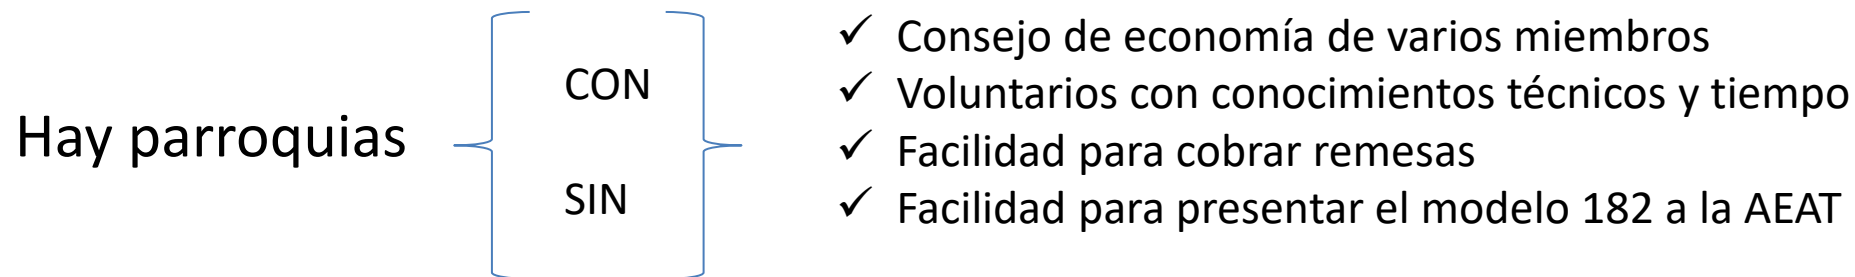 Hay parroquias
CON
SIN
✓ Consejo de economía de varios miembros
✓ Voluntarios con conocimientos técnicos y tiempo
✓ Facilidad para cobrar remesas
✓ Facilidad para presentar el modelo 182 a la AEAT